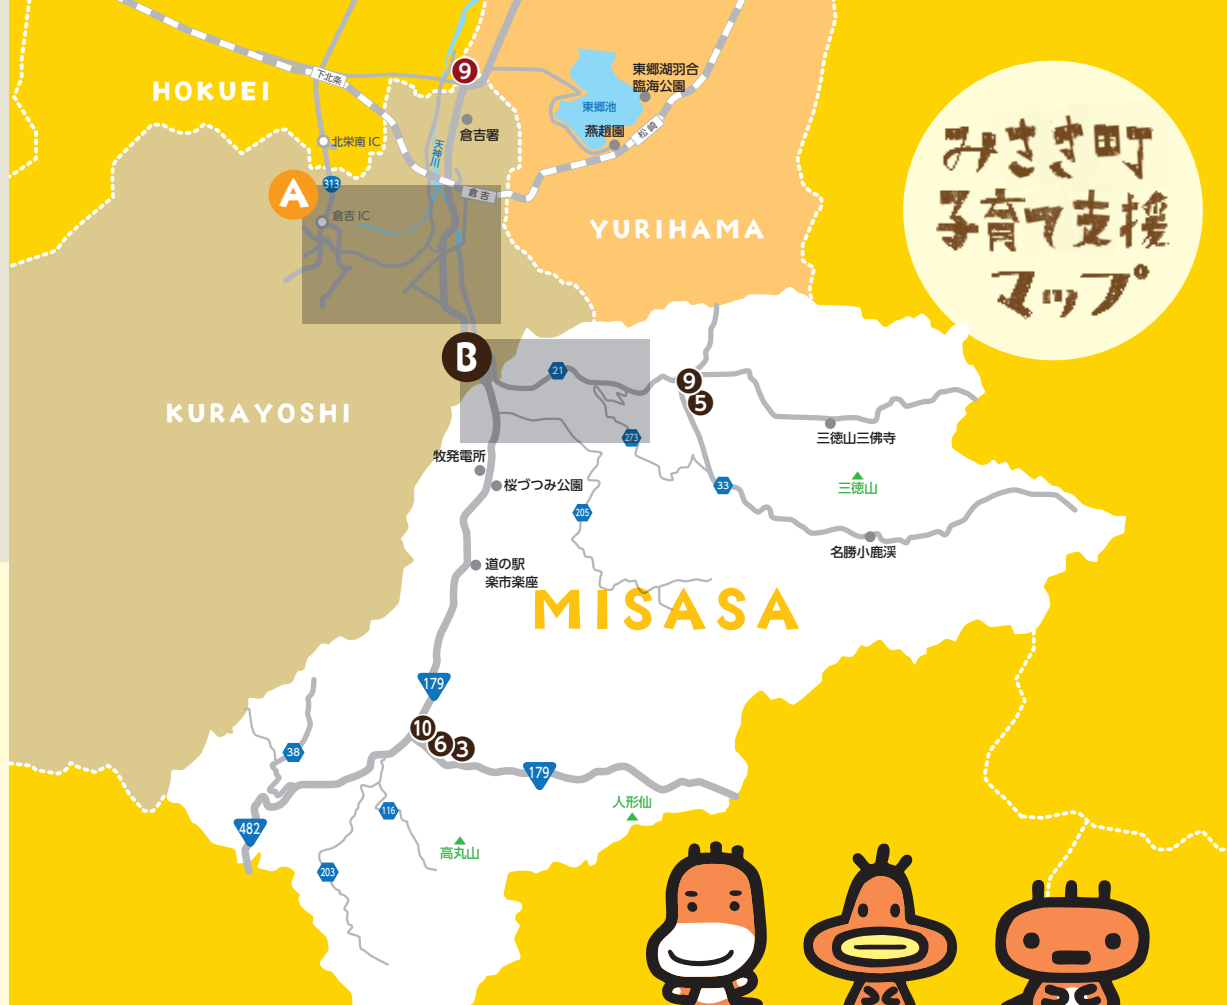 HOKUEI
下北条
9
東郷湖羽合
臨海公園
東郷池
燕趙園
松崎
倉吉署
天神川
北栄南 IC
313
A
倉吉 IC
倉吉
YURIHAMA
みささ町
子育て支援
マップ
B
21
9
5
KURAYOSHI
三徳山三佛寺
273
牧発電所
桜づつみ公園
三徳山
33
205
名勝小鹿渓
道の駅
楽市楽座
MISASA
179
10
6
3
38
179
人形仙
116
482
高丸山
203